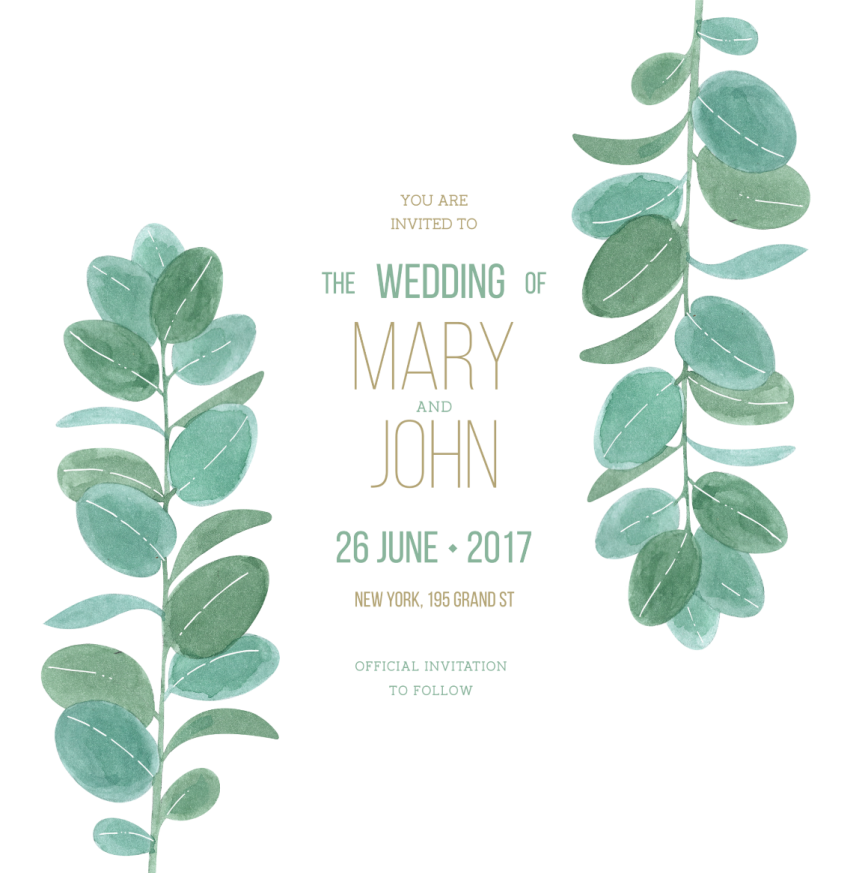 YOU ARE
INVITED TO
THE WEDDING OF
MARY
AND
JOHN
26 JUNE • 2017
NEW YORK, 195 GRAND ST
OFFICIAL INVITATION
TO FOLLOW